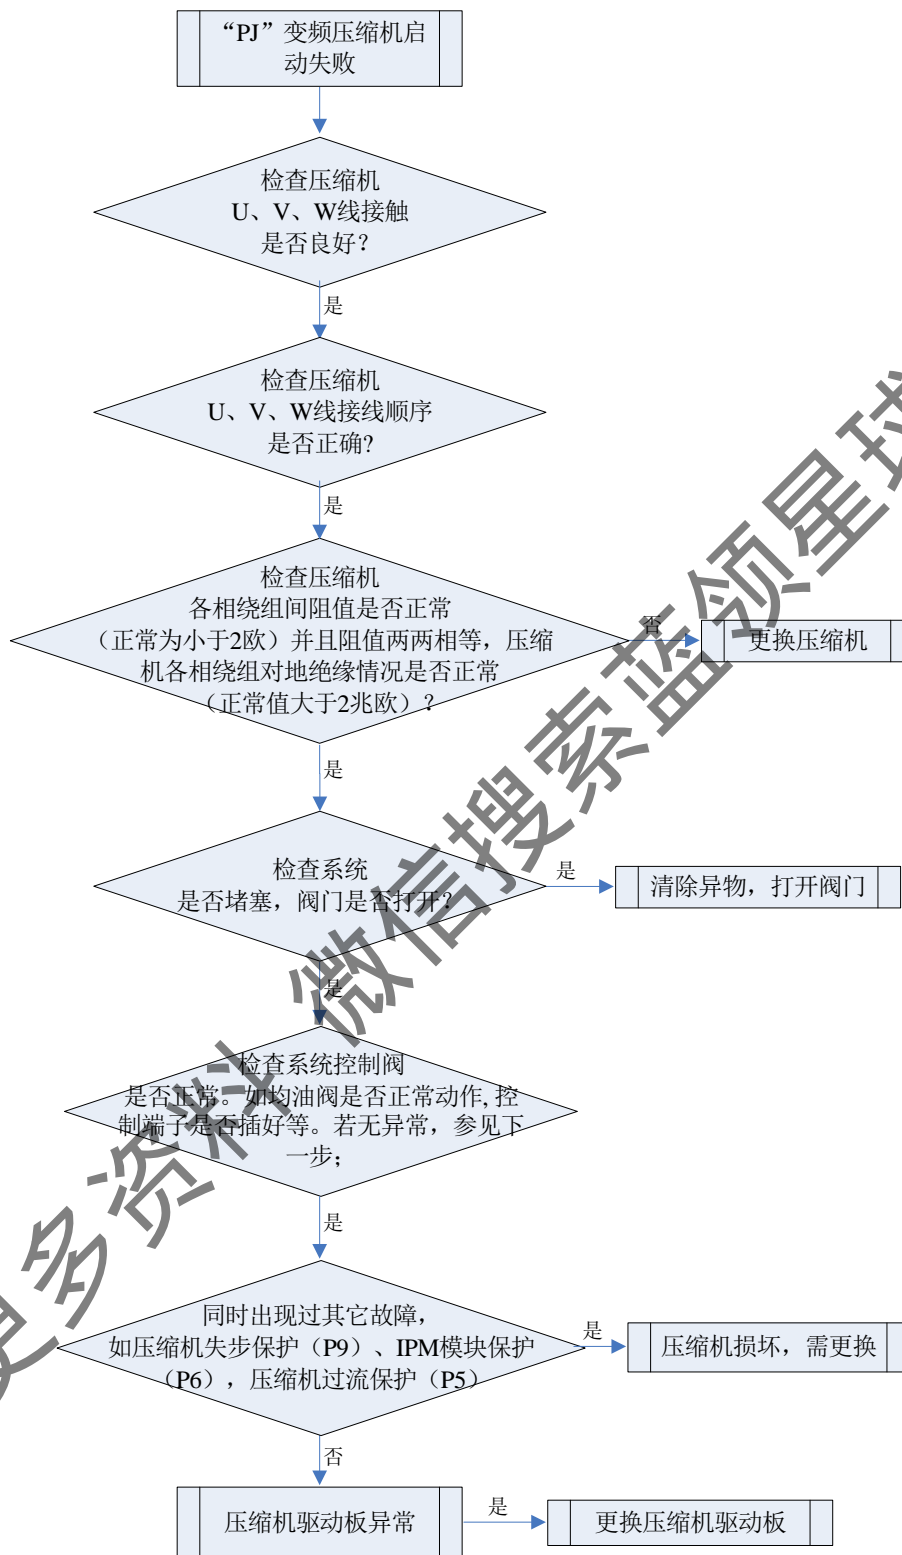 “PJ”变频压缩机启
动失败
检查压缩机
U、V、W线接触
是否良好？
是
检查压缩机
U、V、W线接线顺序
是否正确?
是
检查压缩机
各相绕组间阻值是否正常
（正常为小于2欧）并且阻值两两相等，压缩
机各相绕组对地绝缘情况是否正常
（正常值大于2兆欧）？
否
更换压缩机
是
检查系统
是否堵塞，阀门是否打开？
是
清除异物，打开阀门
是
检查系统控制阀
是否正常。如均油阀是否正常动作,控
制端子是否插好等。若无异常，参见下
一步；
是
同时出现过其它故障，
如压缩机失步保护（P9）、IPM模块保护
（P6），压缩机过流保护（P5）
是
压缩机损坏，需更换
否
压缩机驱动板异常
是
更换压缩机驱动板
更多资料 微信搜索蓝领星球